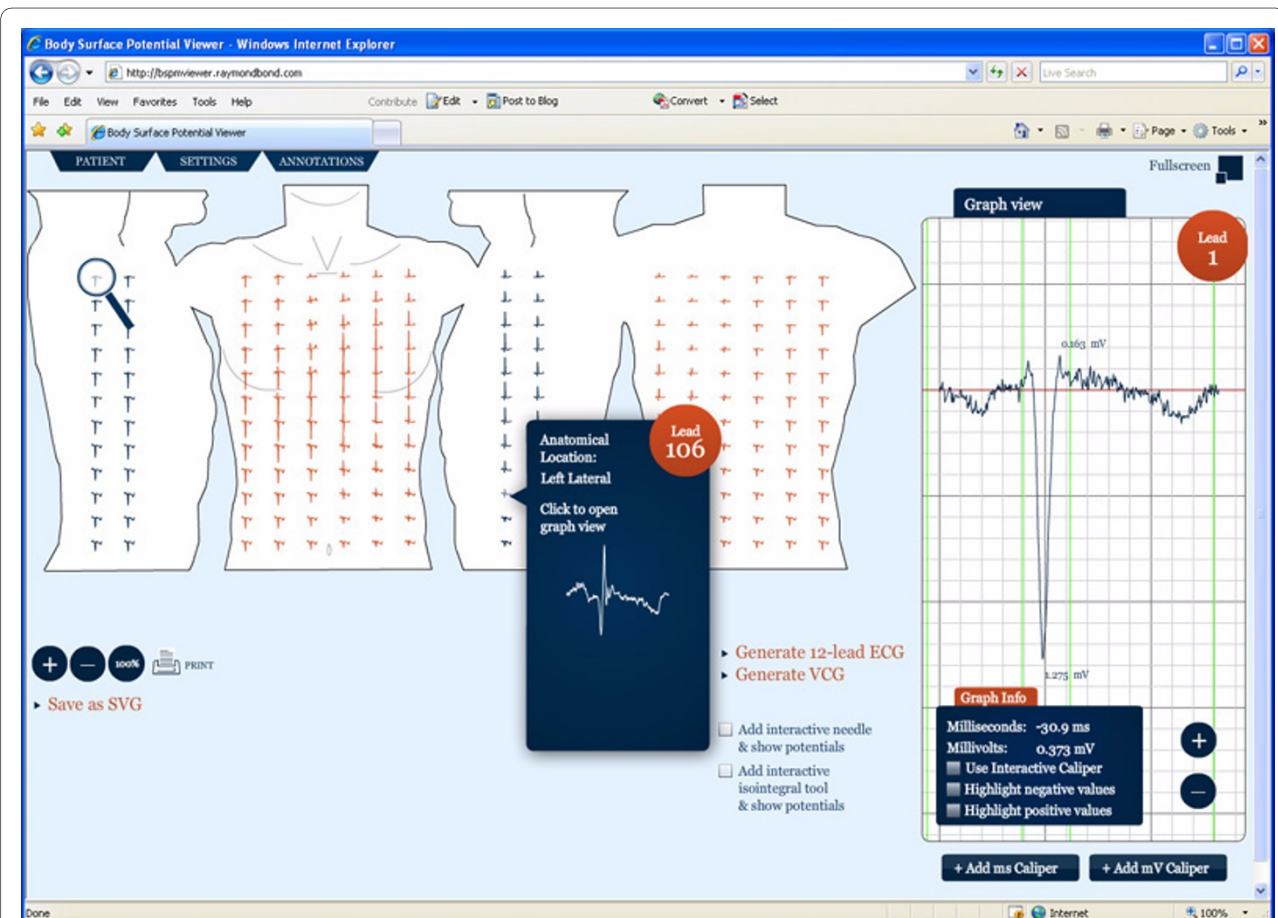 Body Surface Potential Viewer - Windows Internet Explorer
http://bspmviewer.raymondbond.com
Live Search
File Edit View Favorites Tools Help
Contribute Edit Post to Blog
Convert Select
Body Surface Potential Viewer
Page Tools
PATIENT SETTINGS ANNOTATIONS
Fullscreen
Graph view
Lead
1
0.163 mV
1.275 mV
Lead
106
Anatomical
Location:
Left Lateral
Click to open
graph view
100%
PRINT
Save as SVG
Generate 12-lead ECG
Generate VCG
Add interactive needle
& show potentials
Add interactive
isointegral tool
& show potentials
Graph Info
Milliseconds: -30.9 ms
Millivolts: 0.373 mV
Use Interactive Caliper
Highlight negative values
Highlight positive values
+ Add ms Caliper
+ Add mV Caliper
Done
Internet
100%